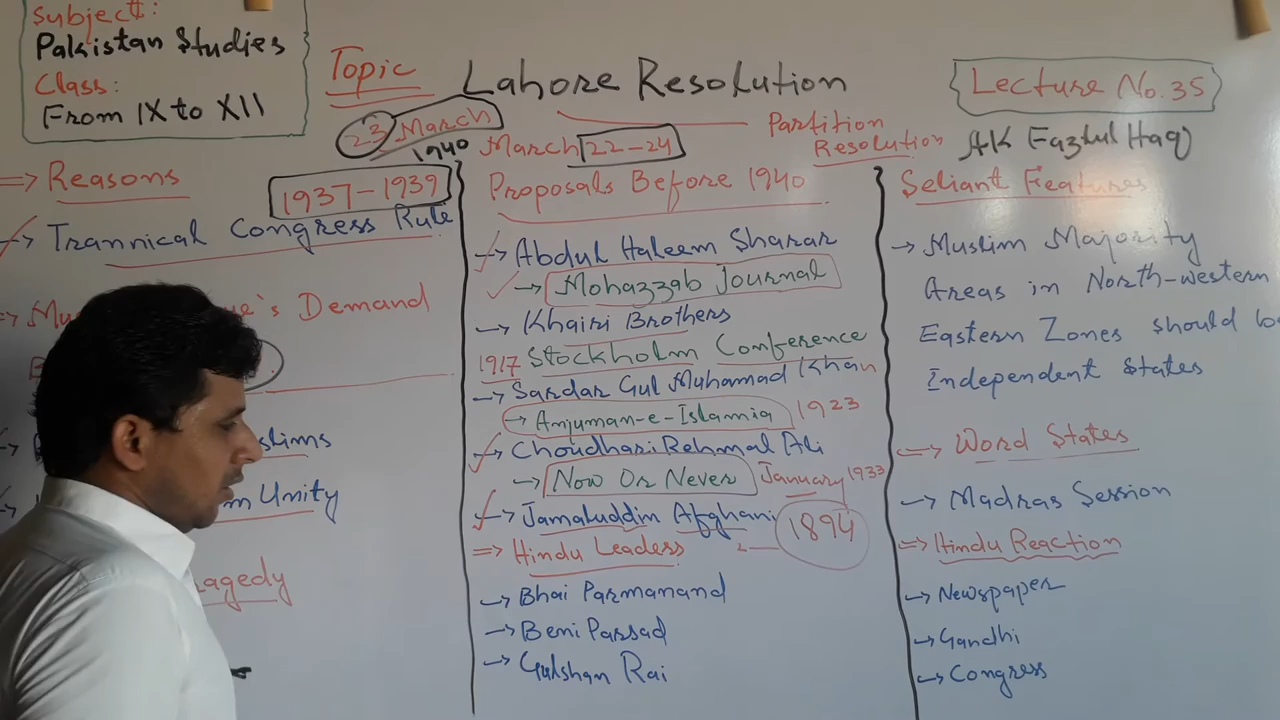 Subject:
Pakistan Studies
Class:
From IX to XII
Topic
Lahore Resolution
Lecture No.35
23 March
1940
March 22-24
Partition
Resolution
AK Fazlul Haq
=> Reasons
1937-1939
-> Trannical Congress Rule
's Demand
slims
Unity
agedy
Proposals Before 1940
-> Abdul Haleem Sharar
-> Mohazzab Journal
-> Khairi Brothers
1917 Stockholm Conference
-> Sardar Gul Muhamad Khan
-> Anjuman-e-Islamia 1923
-> Choudhari Rehmat Ali
-> Now Or Never January 1933
-> Jamaluddin Afghani
1894
=> Hindu Leadess
-> Bhai Parmanand
-> Beni Passad
-> Gulshan Rai
Seliant Features
-> Muslim Majority
Areas in North-western
Eastern Zones should be
Independent States
=> Word States
-> Madras Session
=> Hindu Reaction
-> Newspaper
-> Gandhi
-> Congress